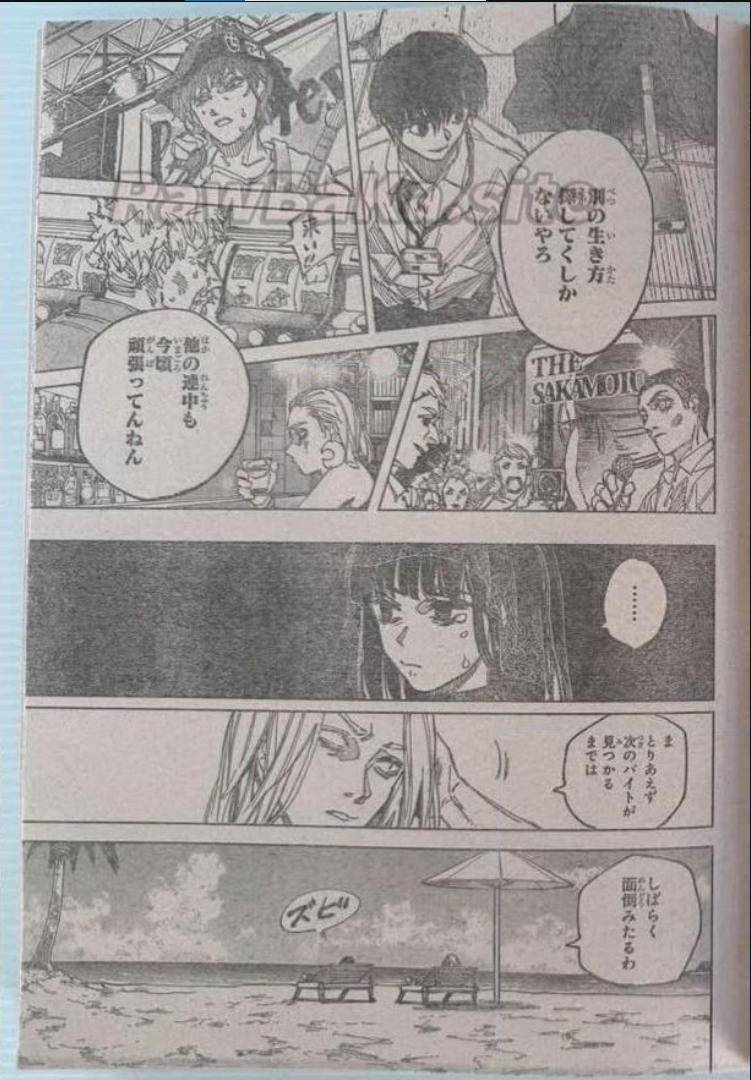 別の生き方
探してくしか
ないやろ
来い!!
THE
SAKAMOTO
他の連中も
今頃
頑張ってんねん
……
ま
とりあえず
次のバイトが
見つかる
までは
しばらく
面倒みたるわ
ズビ
RawBaku.site